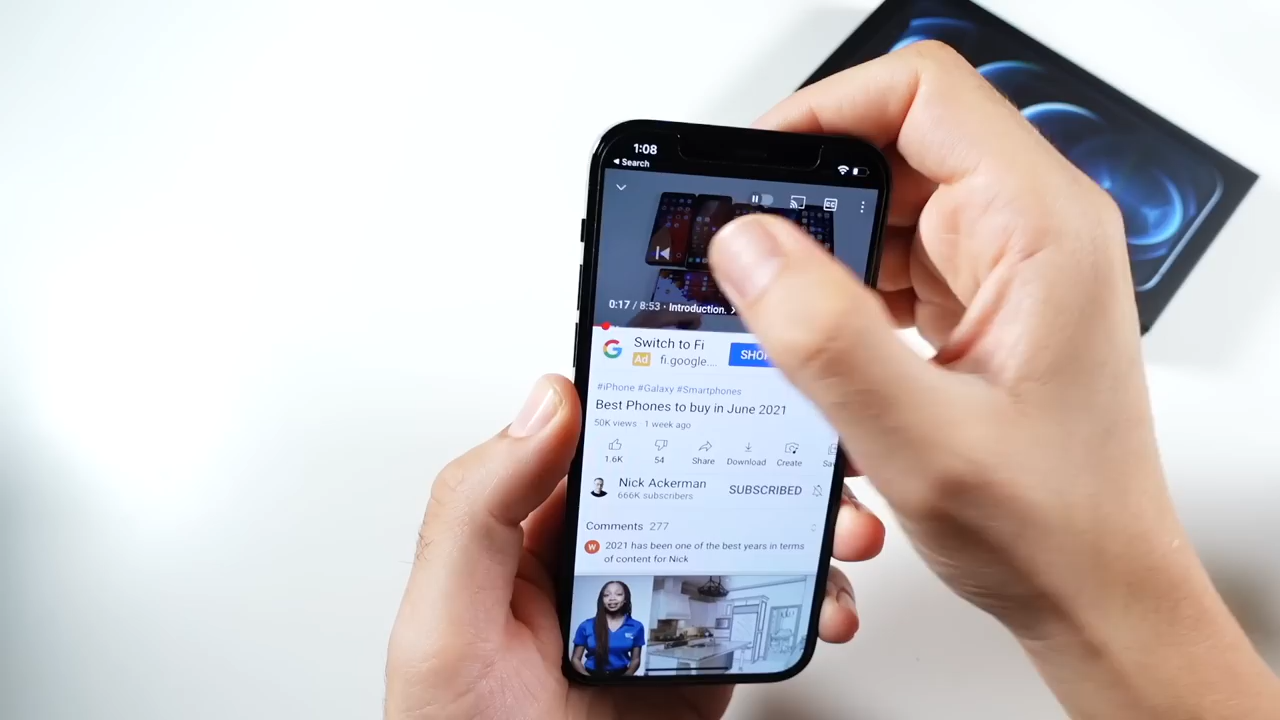 1:08
Search
CC
0:17 / 8:53 • Introduction.
Switch to Fi
Ad fi.google....
#iPhone #Galaxy #Smartphones
Best Phones to buy in June 2021
50K views 1 week ago
1.6K 54 Share Download Create
Nick Ackerman
666K subscribers
SUBSCRIBED
Comments 277
W
2021 has been one of the best years in terms
of content for Nick